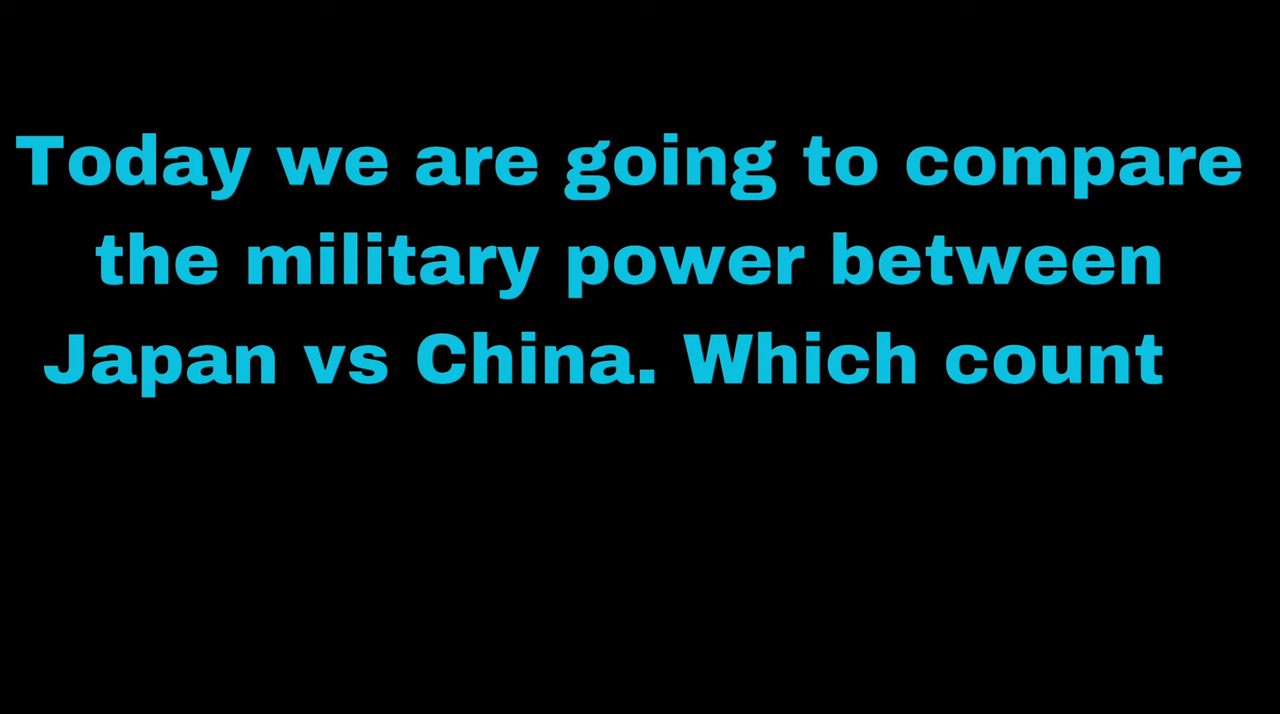 Today we are going to compare
the military power between
Japan vs China. Which count